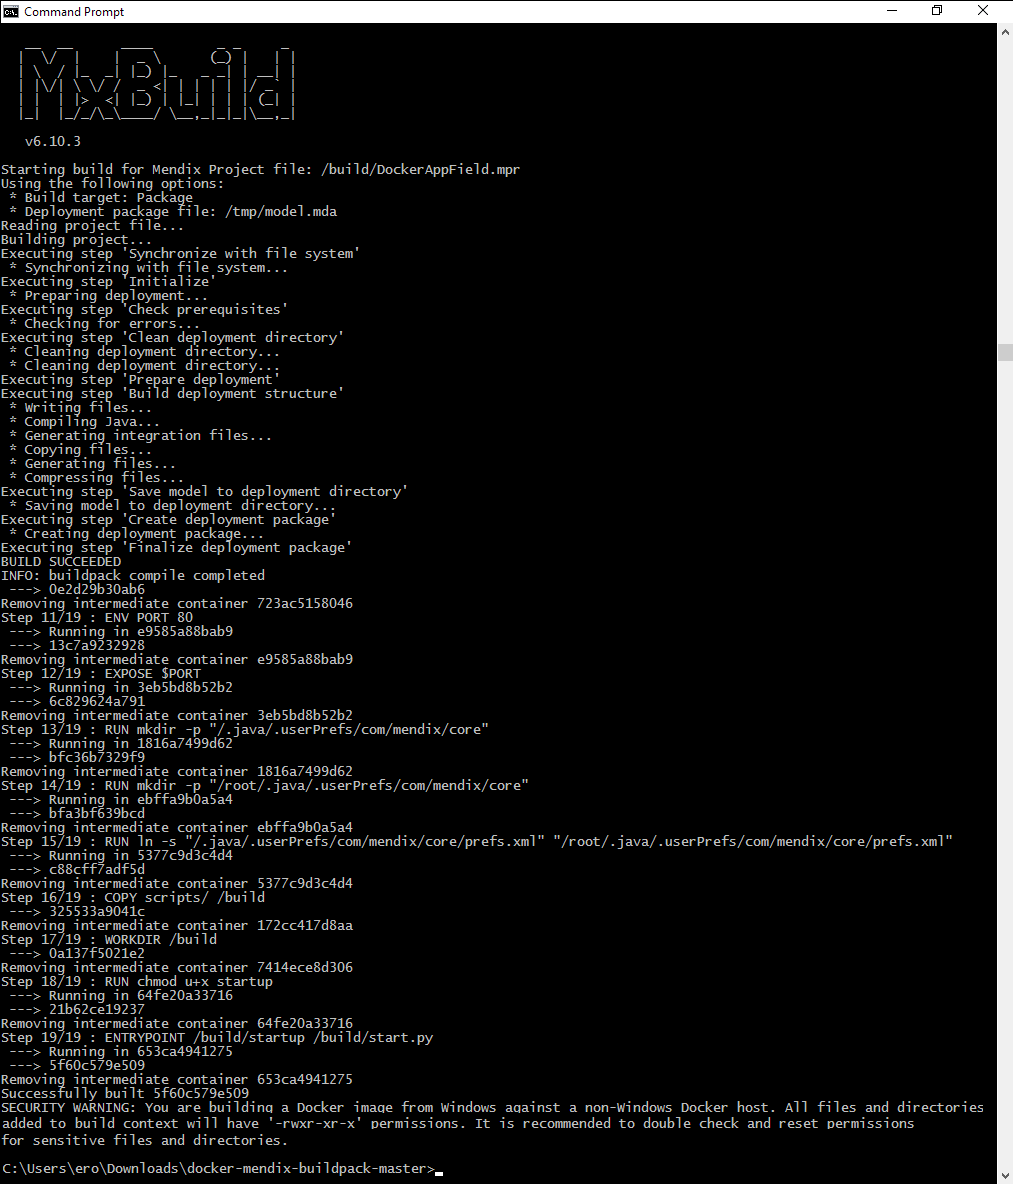 Command Prompt
MxBuild
v6.10.3
Starting build for Mendix Project file: /build/DockerAppField.mpr
Using the following options:
 * Build target: Package
 * Deployment package file: /tmp/model.mda
Reading project file...
Building project...
Executing step 'Synchronize with file system'
 * Synchronizing with file system...
Executing step 'Initialize'
 * Preparing deployment...
Executing step 'Check prerequisites'
 * Checking for errors...
Executing step 'Clean deployment directory'
 * Cleaning deployment directory...
 * Cleaning deployment directory...
Executing step 'Prepare deployment'
Executing step 'Build deployment structure'
 * Writing files...
 * Compiling Java...
 * Generating integration files...
 * Copying files...
 * Generating files...
 * Compressing files...
Executing step 'Save model to deployment directory'
 * Saving model to deployment directory...
Executing step 'Create deployment package'
 * Creating deployment package...
Executing step 'Finalize deployment package'
BUILD SUCCEEDED
INFO: buildpack compile completed
 ---> 0e2d29b30ab6
Removing intermediate container 723ac5158046
Step 11/19 : ENV PORT 80
 ---> Running in e9585a88bab9
 ---> 13c7a9232928
Removing intermediate container e9585a88bab9
Step 12/19 : EXPOSE $PORT
 ---> Running in 3eb5bd8b52b2
 ---> 6c829624a791
Removing intermediate container 3eb5bd8b52b2
Step 13/19 : RUN mkdir -p "/.java/.userPrefs/com/mendix/core"
 ---> Running in 1816a7499d62
 ---> bfc36b7329f9
Removing intermediate container 1816a7499d62
Step 14/19 : RUN mkdir -p "/root/.java/.userPrefs/com/mendix/core"
 ---> Running in ebffa9b0a5a4
 ---> bfa3bf639bcd
Removing intermediate container ebffa9b0a5a4
Step 15/19 : RUN ln -s "/.java/.userPrefs/com/mendix/core/prefs.xml" "/root/.java/.userPrefs/com/mendix/core/prefs.xml"
 ---> Running in 5377c9d3c4d4
 ---> c88cff7adf5d
Removing intermediate container 5377c9d3c4d4
Step 16/19 : COPY scripts/ /build
 ---> 325533a9041c
Removing intermediate container 172cc417d8aa
Step 17/19 : WORKDIR /build
 ---> 0a137f5021e2
Removing intermediate container 7414ece8d306
Step 18/19 : RUN chmod u+x startup
 ---> Running in 64fe20a33716
 ---> 21b62ce19237
Removing intermediate container 64fe20a33716
Step 19/19 : ENTRYPOINT /build/startup /build/start.py
 ---> Running in 653ca4941275
 ---> 5f60c579e509
Removing intermediate container 653ca4941275
Successfully built 5f60c579e509
SECURITY WARNING: You are building a Docker image from Windows against a non-Windows Docker host. All files and directories
added to build context will have '-rwxr-xr-x' permissions. It is recommended to double check and reset permissions
for sensitive files and directories.
C:\Users\ero\Downloads\docker-mendix-buildpack-master>